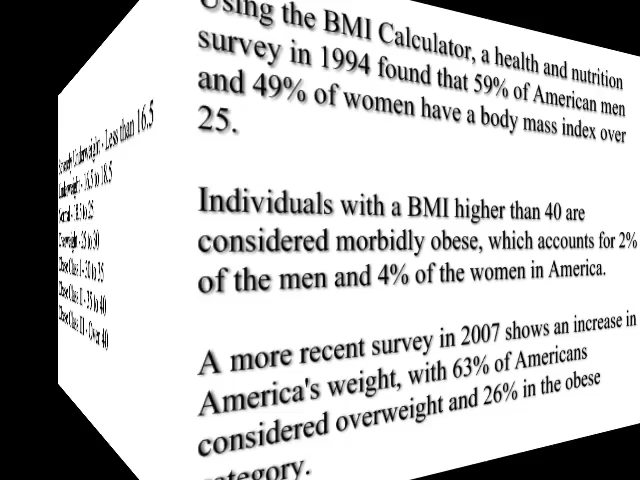 Severely Underweight - Less than 16.5
Underweight - 16.5 to 18.5
Normal - 18.5 to 25
Overweight - 25 to 30
Obese Class I - 30 to 35
Obese Class II - 35 to 40
Obese Class III - Over 40
Using the BMI Calculator, a health and nutrition
survey in 1994 found that 59% of American men
and 49% of women have a body mass index over
25.
Individuals with a BMI higher than 40 are
considered morbidly obese, which accounts for 2%
of the men and 4% of the women in America.
A more recent survey in 2007 shows an increase in
America's weight, with 63% of Americans
considered overweight and 26% in the obese
category.